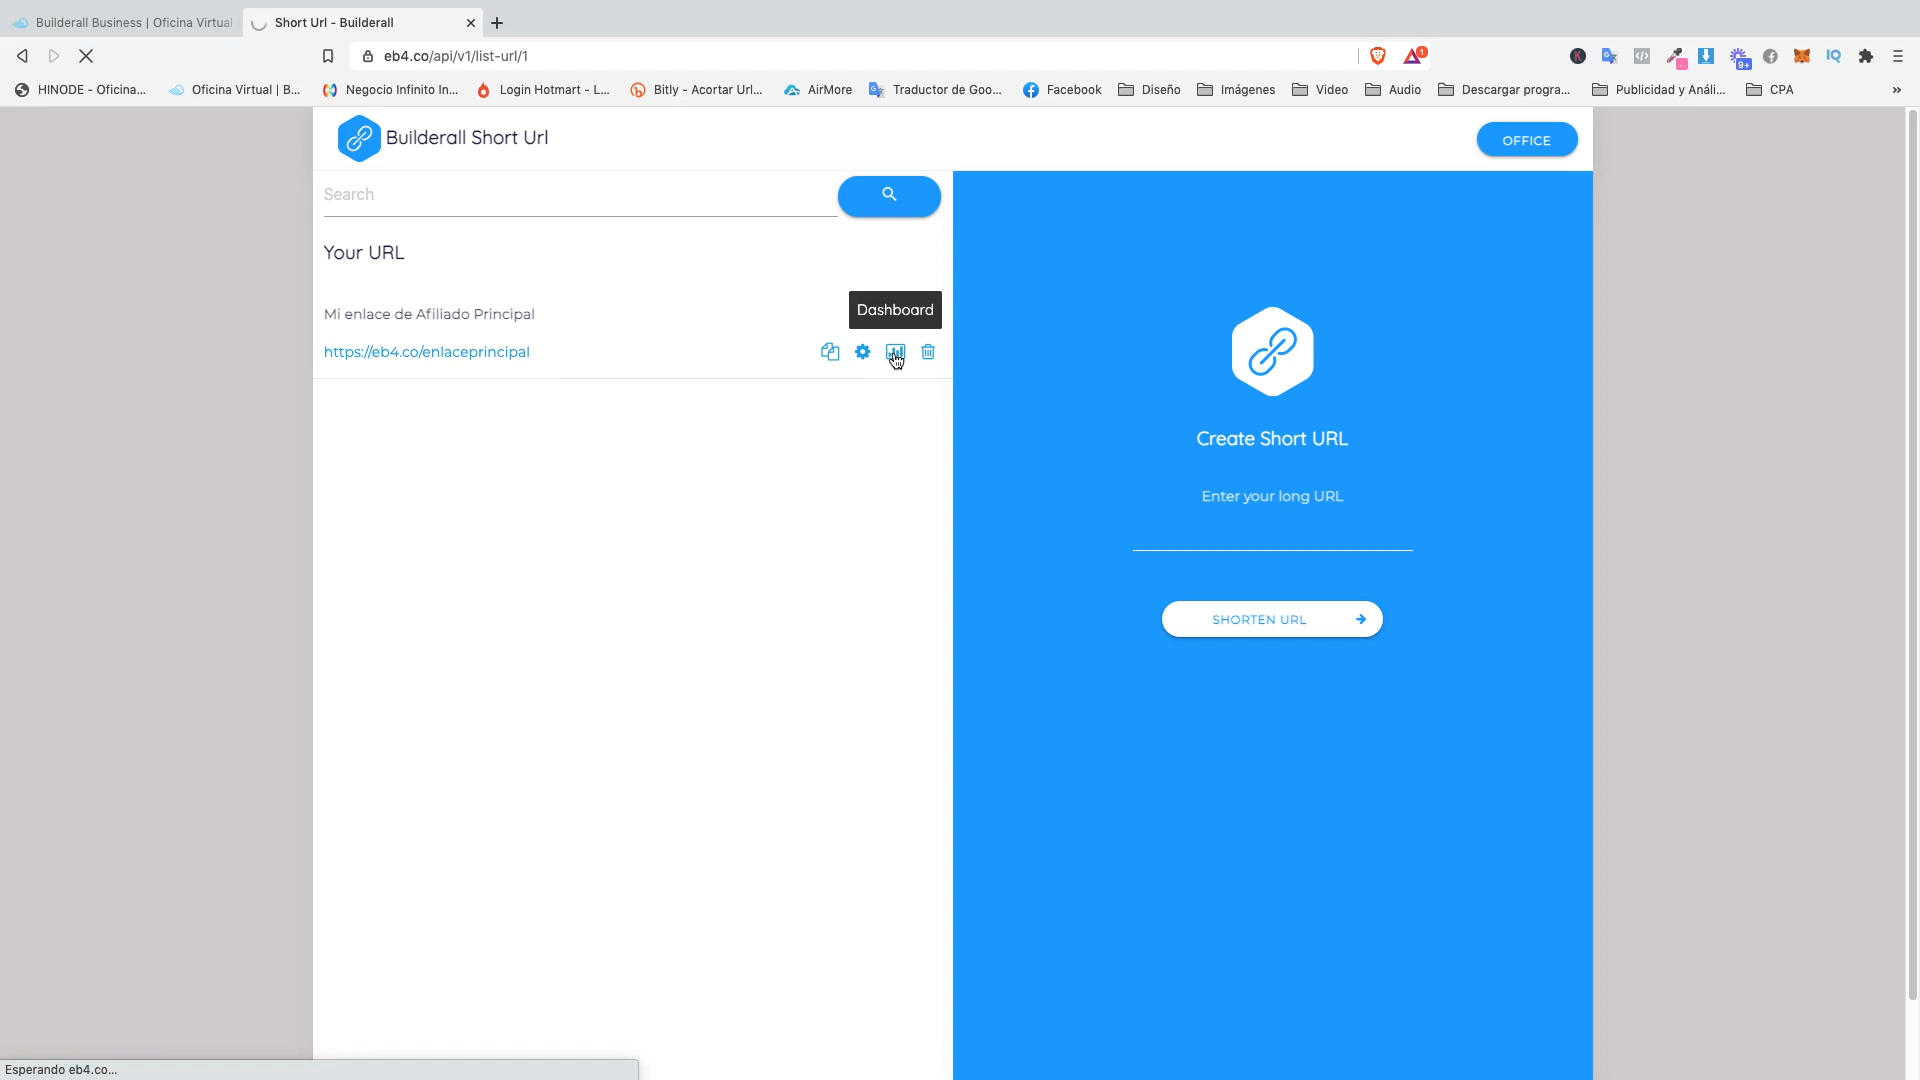 Builderall Business | Oficina Virtual
Short Url - Builderall
eb4.co/api/v1/list-url/1
1
9+
HINODE - Oficina...
Oficina Virtual | B...
Negocio Infinito In...
Login Hotmart - L...
Bitly - Acortar Url...
AirMore
Traductor de Goo...
Facebook
Diseño
Imágenes
Video
Audio
Descargar progra...
Publicidad y Análi...
CPA
»
Builderall Short Url
OFFICE
Search
Your URL
Dashboard
Mi enlace de Afiliado Principal
https://eb4.co/enlaceprincipal
Create Short URL
Enter your long URL
SHORTEN URL
Esperando eb4.co...